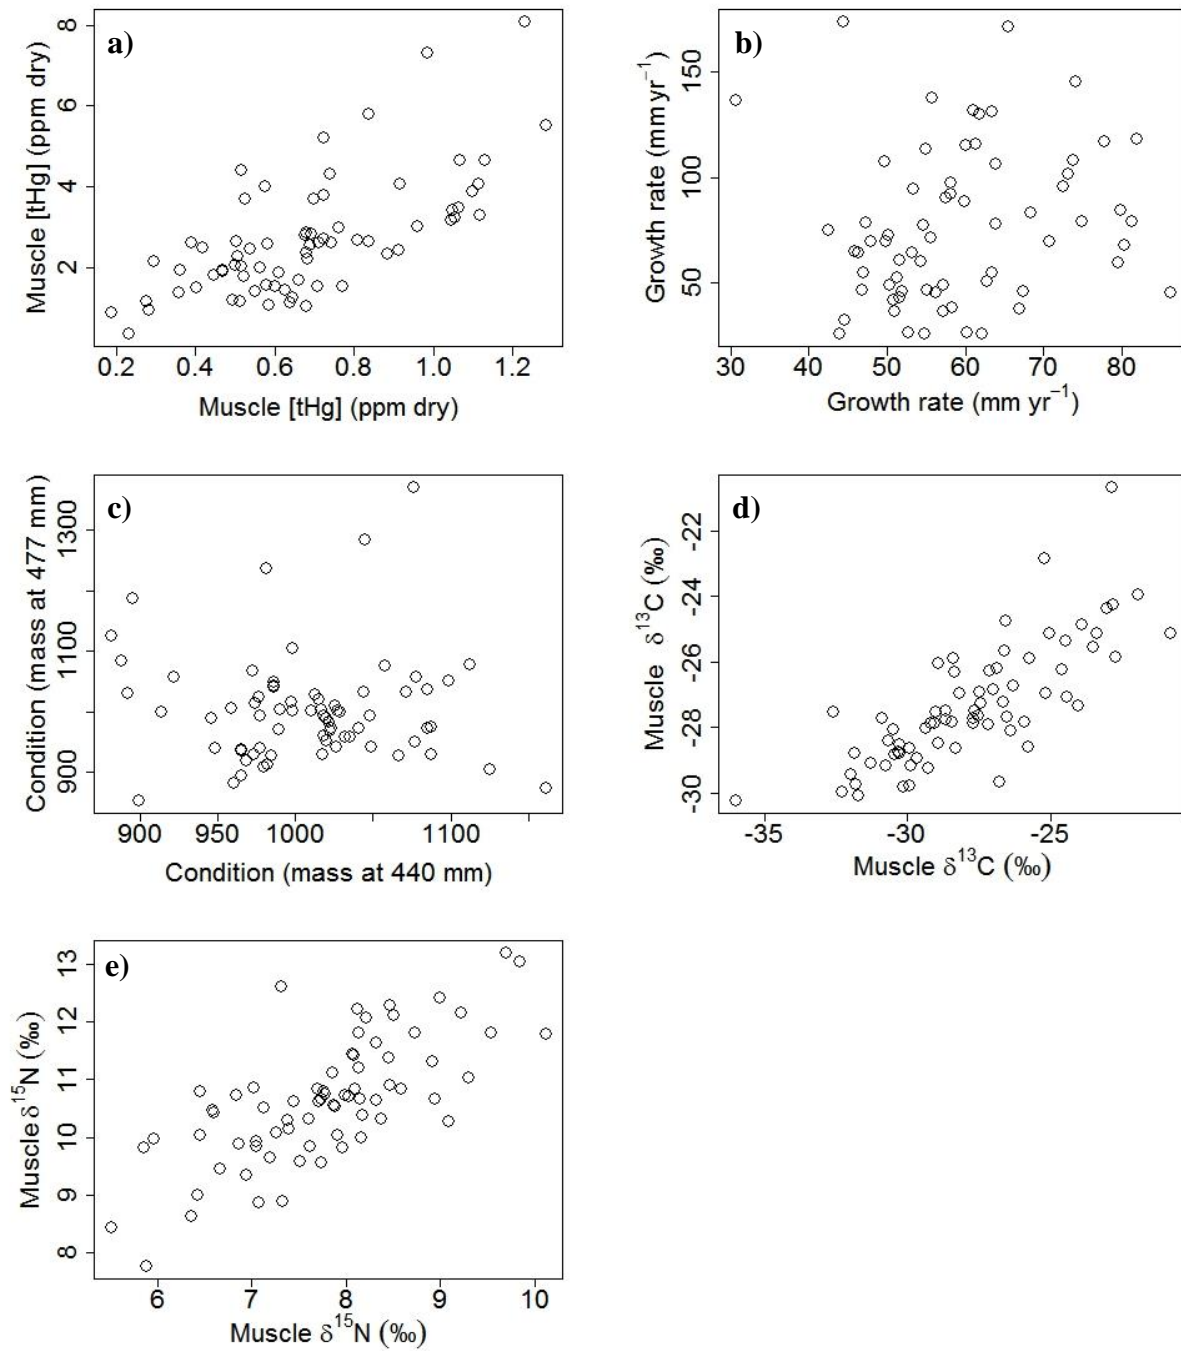 a)
8
6
4
2
Muscle [tHg] (ppm dry)
0.2 0.4 0.6 0.8 1.0 1.2
Muscle [tHg] (ppm dry)
b)
150
100
50
Growth rate (mm yr⁻¹)
30 40 50 60 70 80
Growth rate (mm yr⁻¹)
c)
1300
1100
900
Condition (mass at 477 mm)
900 950 1000 1100
Condition (mass at 440 mm)
d)
-22
-24
-26
-28
-30
Muscle δ¹³C (‰)
-35 -30 -25
Muscle δ¹³C (‰)
e)
13
12
11
10
9
8
Muscle δ¹⁵N (‰)
6 7 8 9 10
Muscle δ¹⁵N (‰)